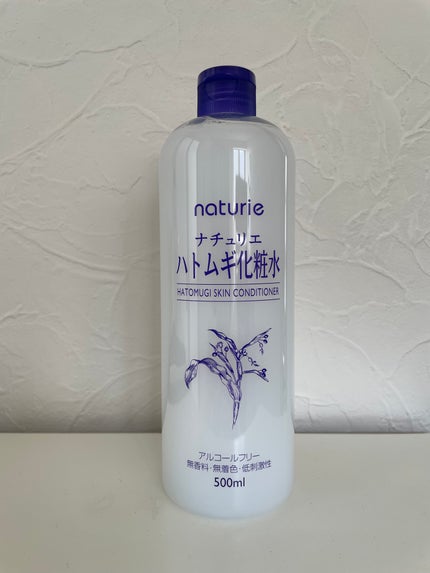 naturie
ナチュリエ
ハトムギ化粧水
HATOMUGI SKIN CONDITIONER
アルコールフリー
無香料・無着色・低刺激性
500ml